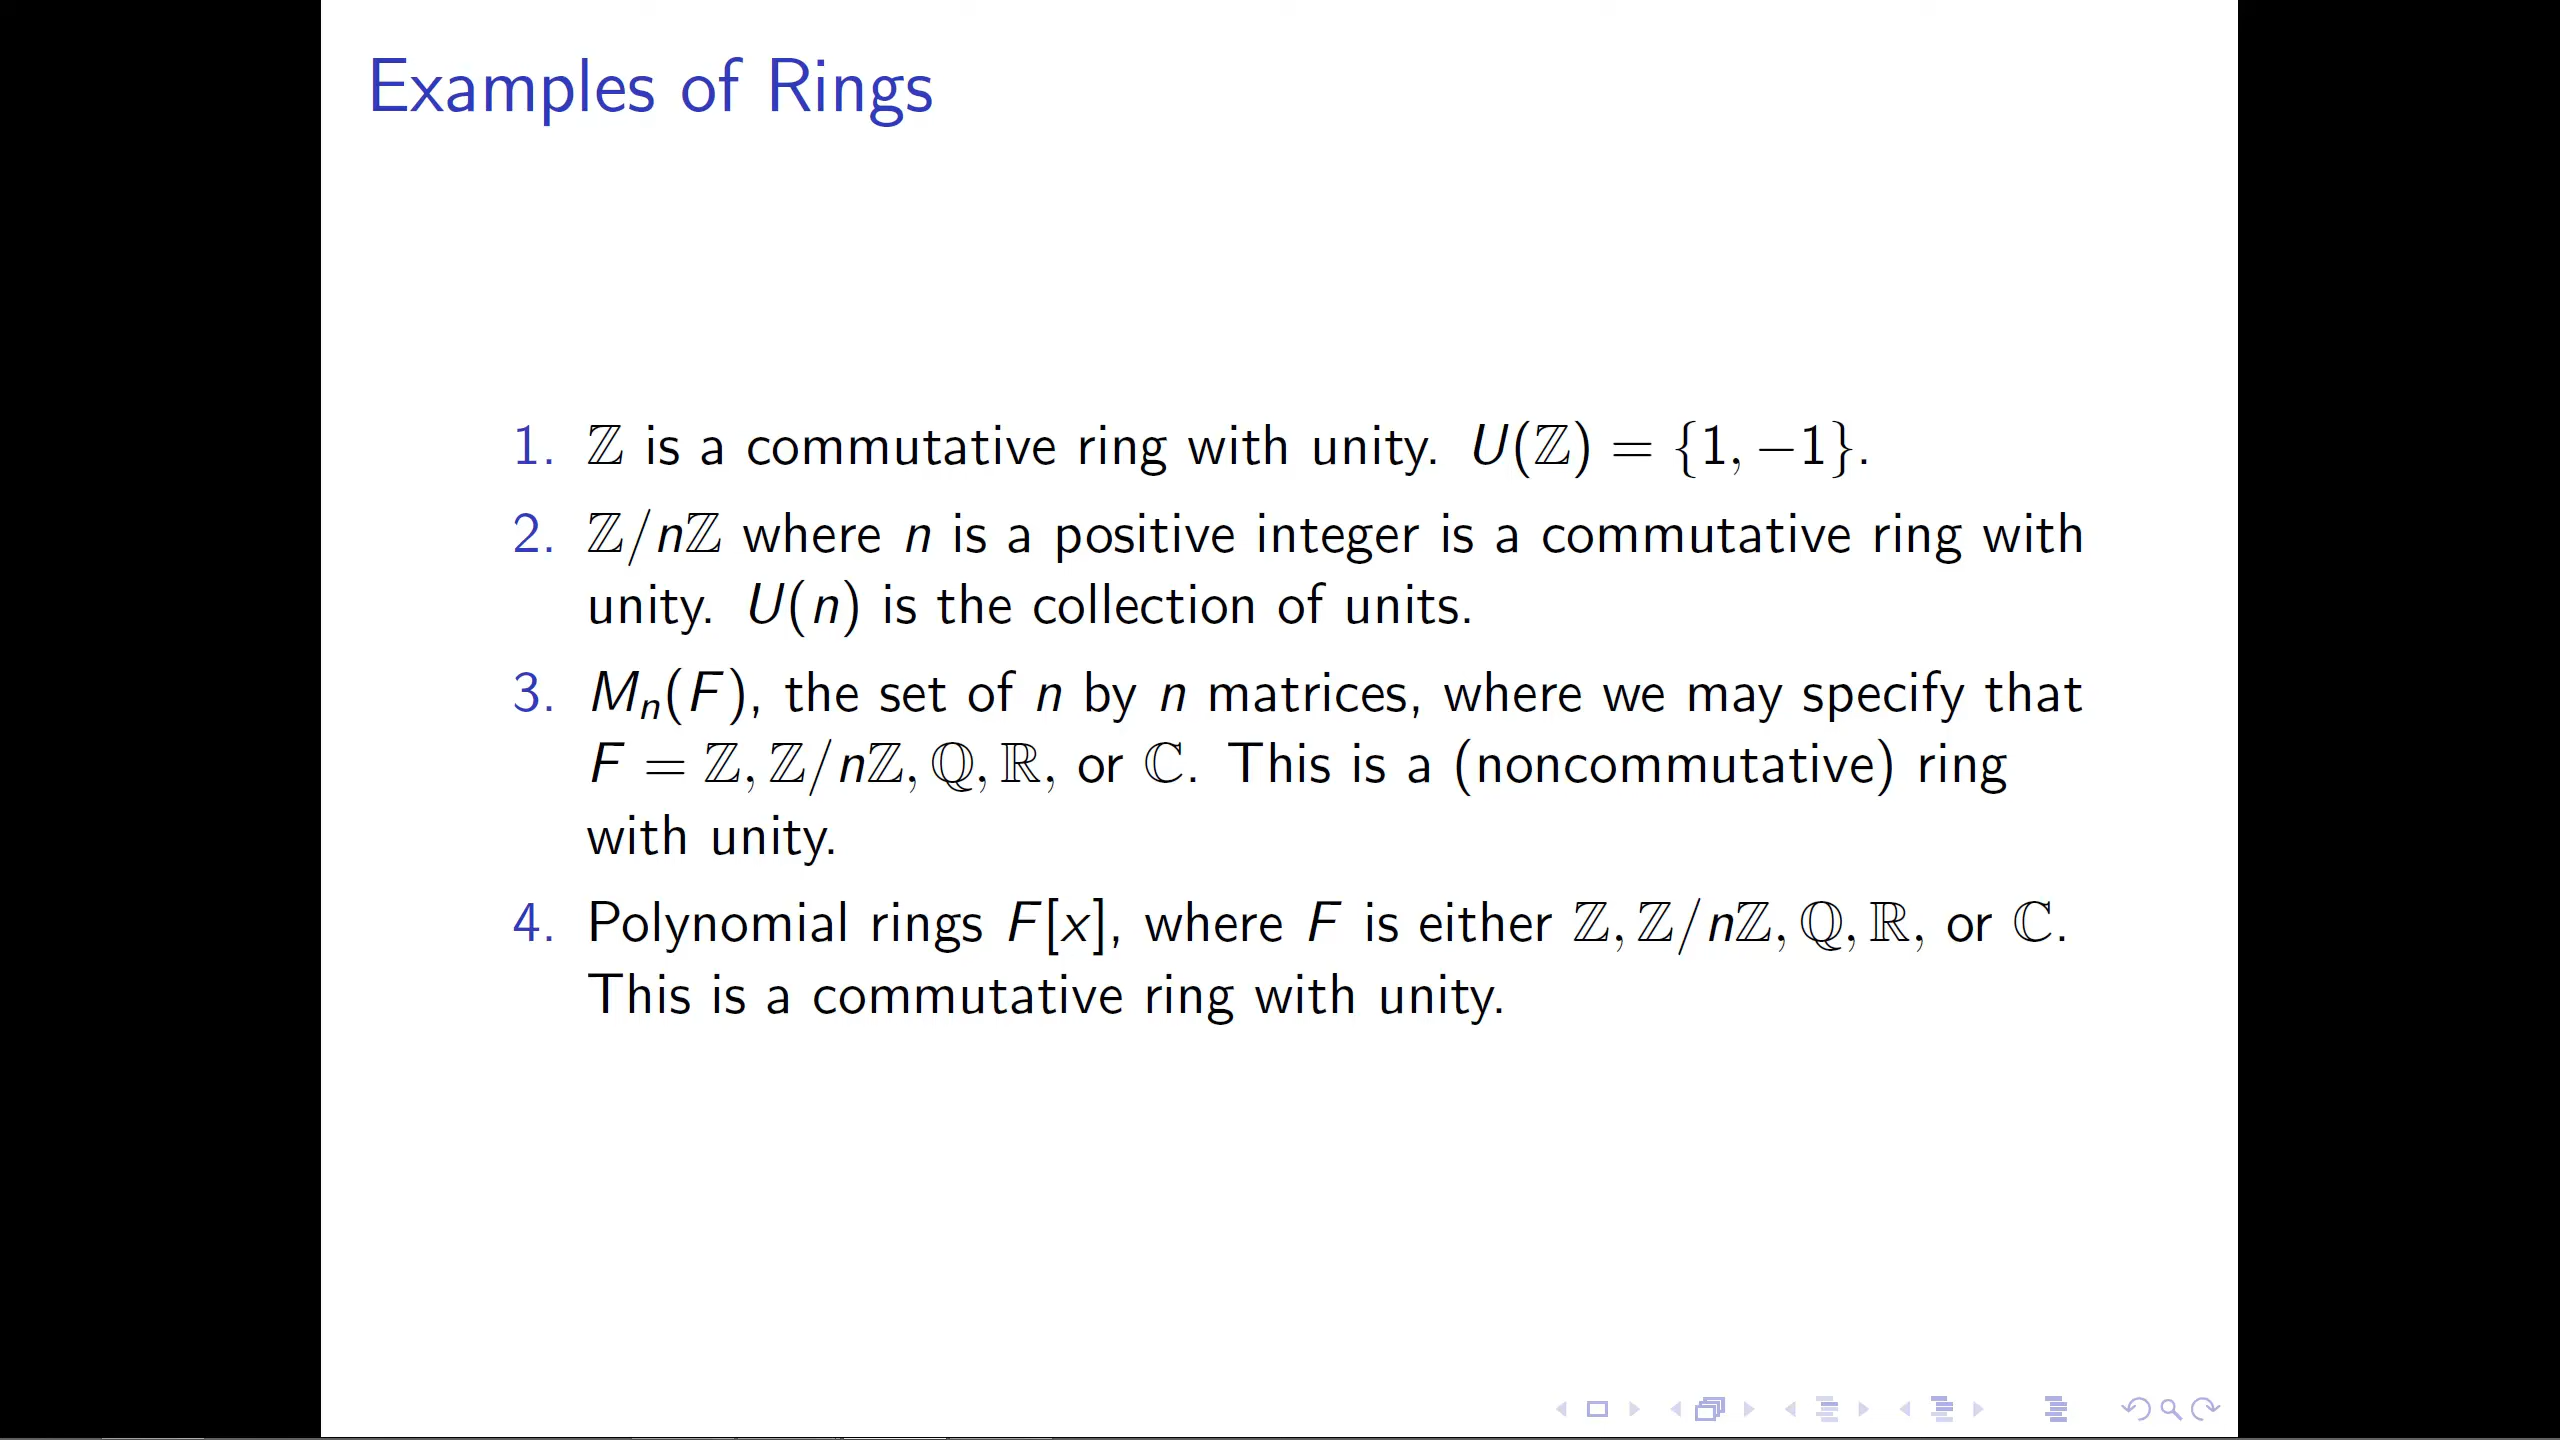 Examples of Rings
1. ℤ is a commutative ring with unity. U(ℤ) = {1, −1}.
2. ℤ/nℤ where n is a positive integer is a commutative ring with
unity. U(n) is the collection of units.
3. Mₙ(F), the set of n by n matrices, where we may specify that
F = ℤ, ℤ/nℤ, ℚ, ℝ, or ℂ. This is a (noncommutative) ring
with unity.
4. Polynomial rings F[x], where F is either ℤ, ℤ/nℤ, ℚ, ℝ, or ℂ.
This is a commutative ring with unity.